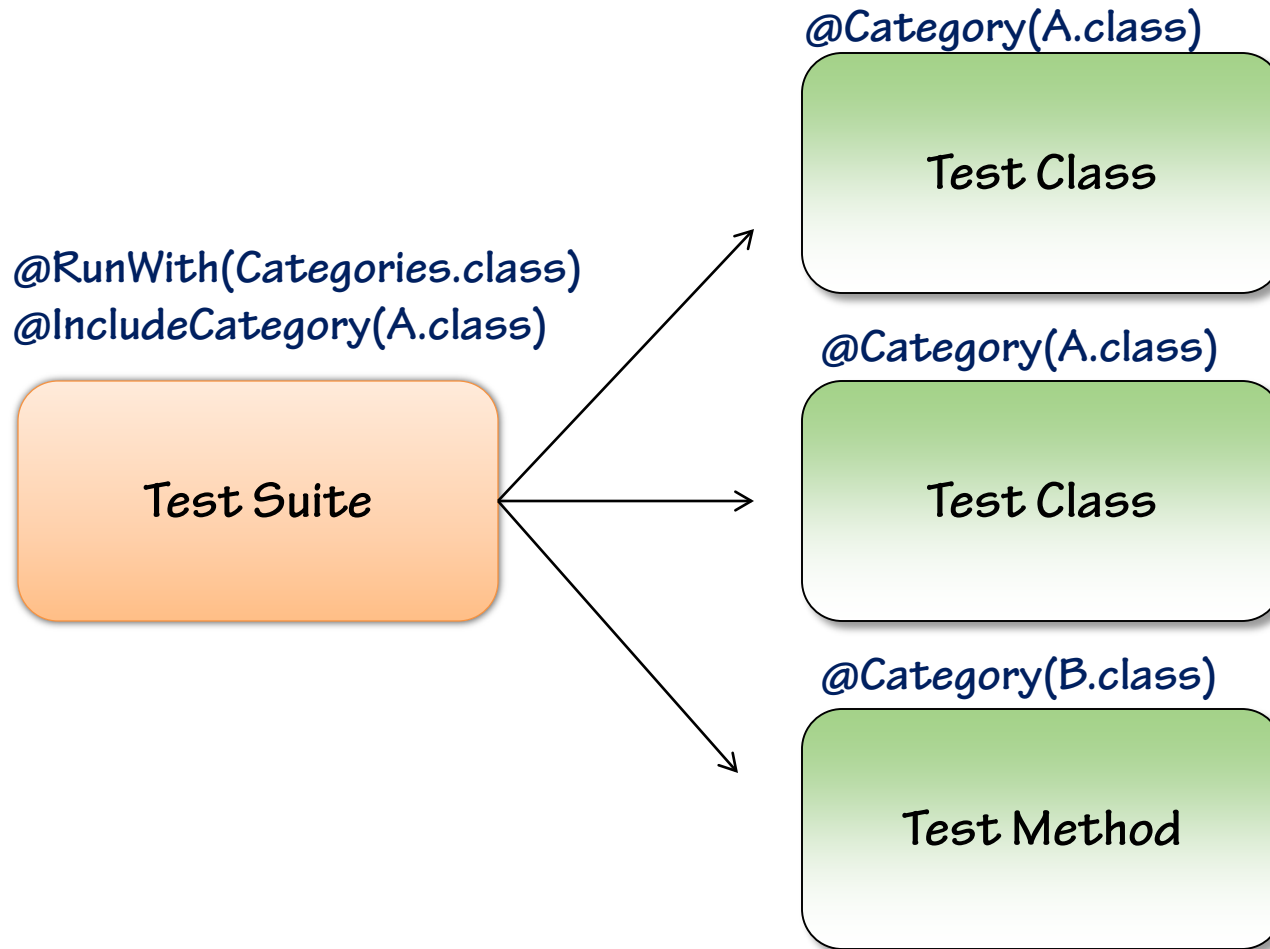 @Category(A.class)
Test Class
@RunWith(Categories.class)
@IncludeCategory(A.class)
@Category(A.class)
Test Suite
Test Class
@Category(B.class)
Test Method